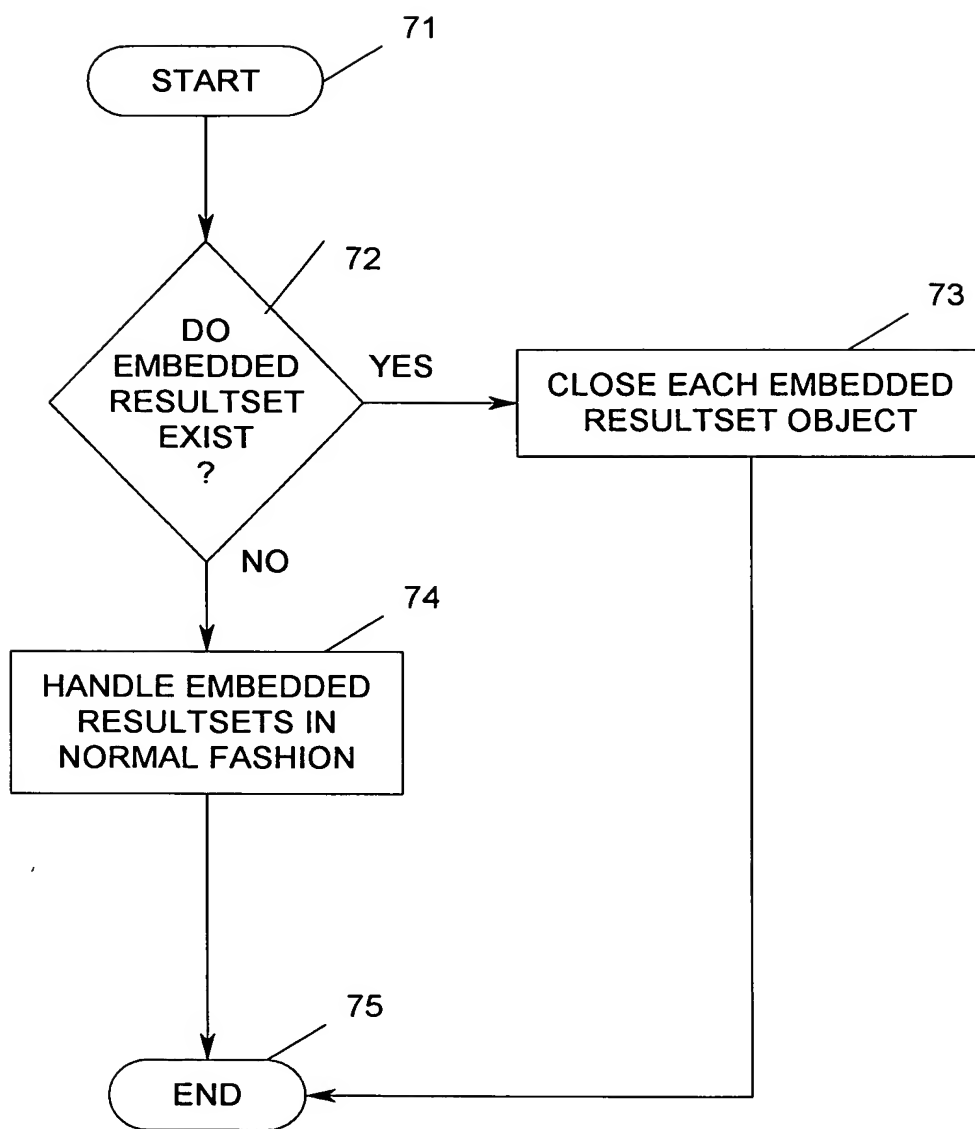 71
START
72
DO
EMBEDDED
RESULTSET
EXIST
?
YES
73
CLOSE EACH EMBEDDED
RESULTSET OBJECT
NO
74
HANDLE EMBEDDED
RESULTSETS IN
NORMAL FASHION
75
END